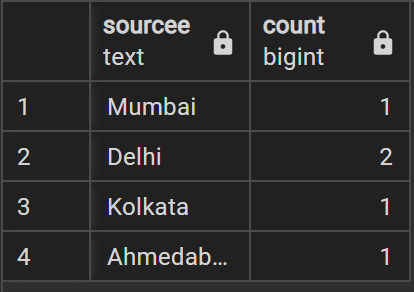 sourcee count
text bigint
1 Mumbai 1
2 Delhi 2
3 Kolkata 1
4 Ahmedab... 1